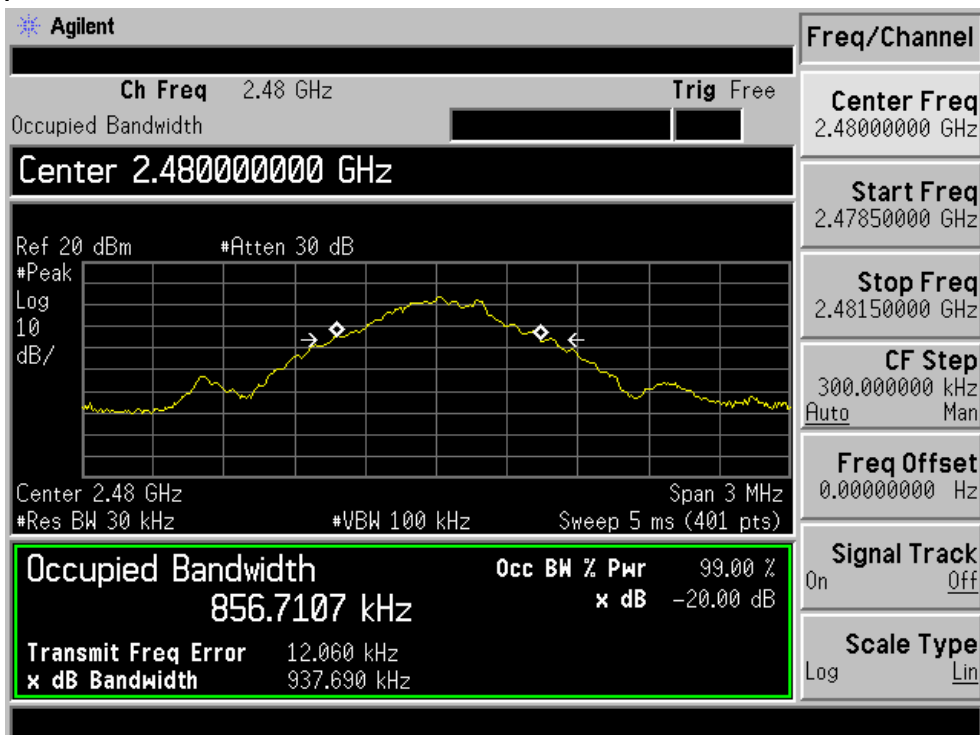 Agilent
Freq/Channel
Ch Freq 2.48 GHz Trig Free
Occupied Bandwidth
Center 2.480000000 GHz
Ref 20 dBm #Atten 30 dB
#Peak
Log
10
dB/
Center 2.48 GHz Span 3 MHz
#Res BW 30 kHz #VBW 100 kHz Sweep 5 ms (401 pts)
Occupied Bandwidth Occ BW % Pwr 99.00 %
856.7107 kHz x dB -20.00 dB
Transmit Freq Error 12.060 kHz
x dB Bandwidth 937.690 kHz
Center Freq
2.48000000 GHz
Start Freq
2.47850000 GHz
Stop Freq
2.48150000 GHz
CF Step
300.000000 kHz
Auto Man
Freq Offset
0.00000000 Hz
Signal Track
On Off
Scale Type
Log Lin